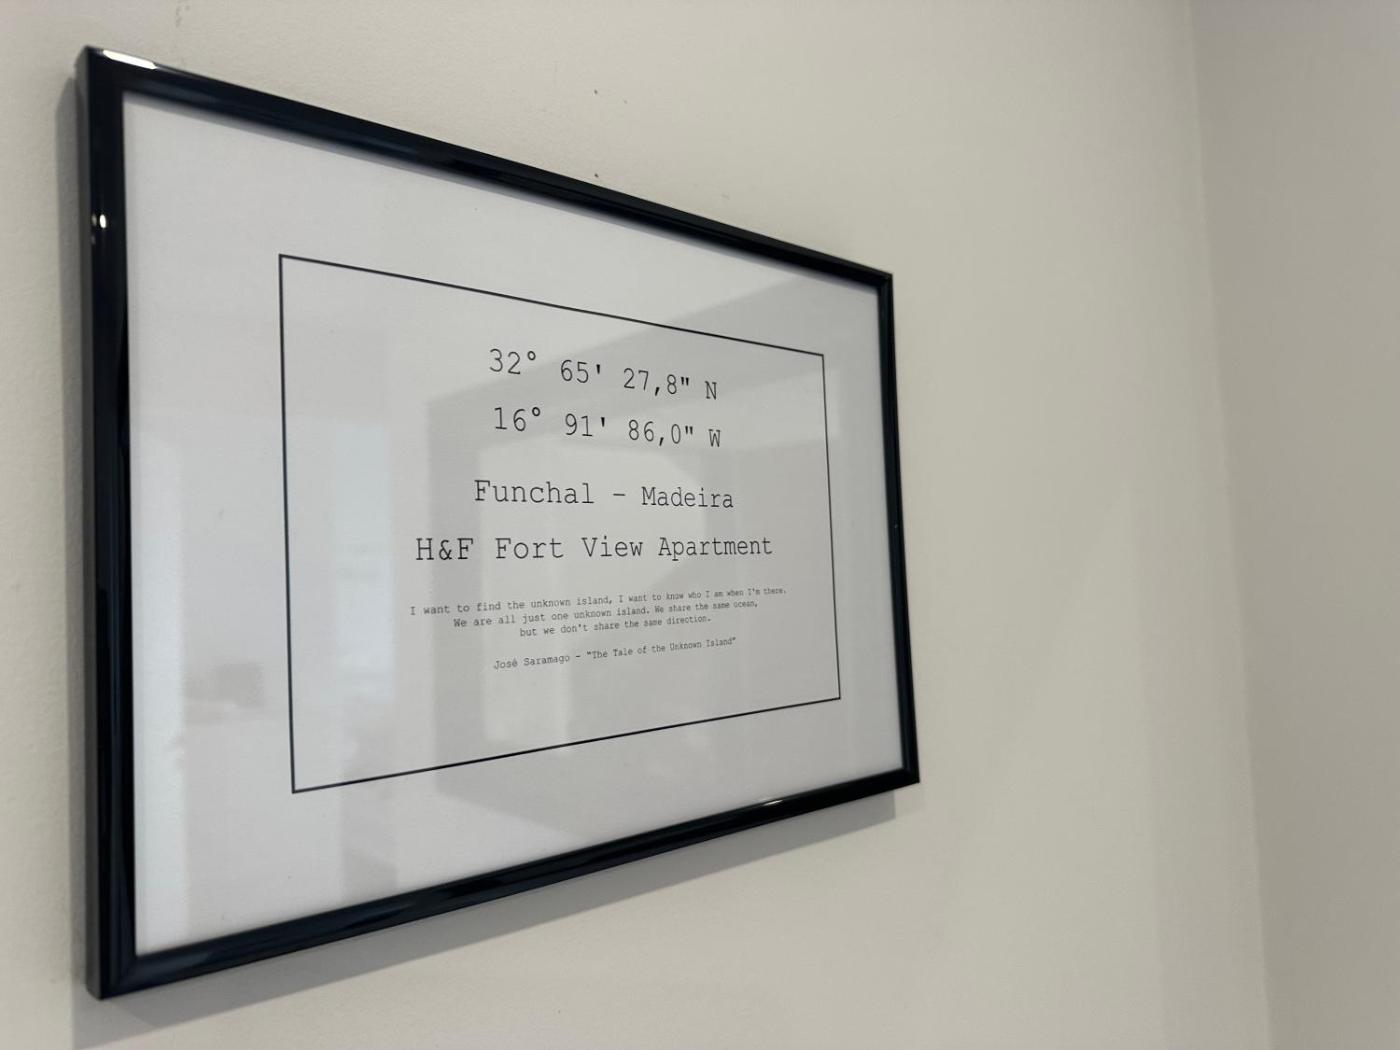 32° 65' 27,8" N
16° 91' 86,0" W
Funchal - Madeira
H&F Fort View Apartment
I want to find the unknown island, I want to know who I am when I'm there.
We are all just one unknown island. We share the same ocean,
but we don't share the same direction.
José Saramago - "The Tale of the Unknown Island"